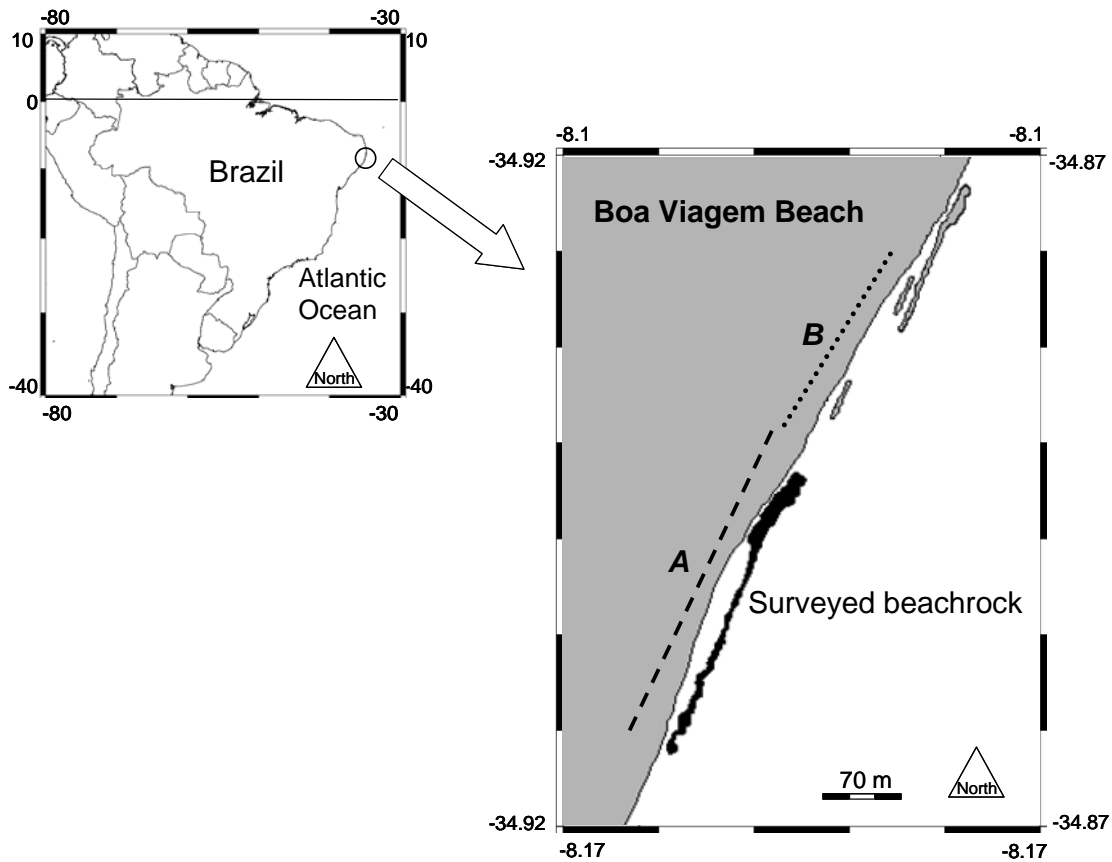 -80
-30
10
10
0
Brazil
Atlantic
Ocean
North
-40
-40
-80
-30
-8.1
-8.1
-34.92
-34.87
Boa Viagem Beach
B
A
Surveyed beachrock
70 m
North
-34.92
-34.87
-8.17
-8.17